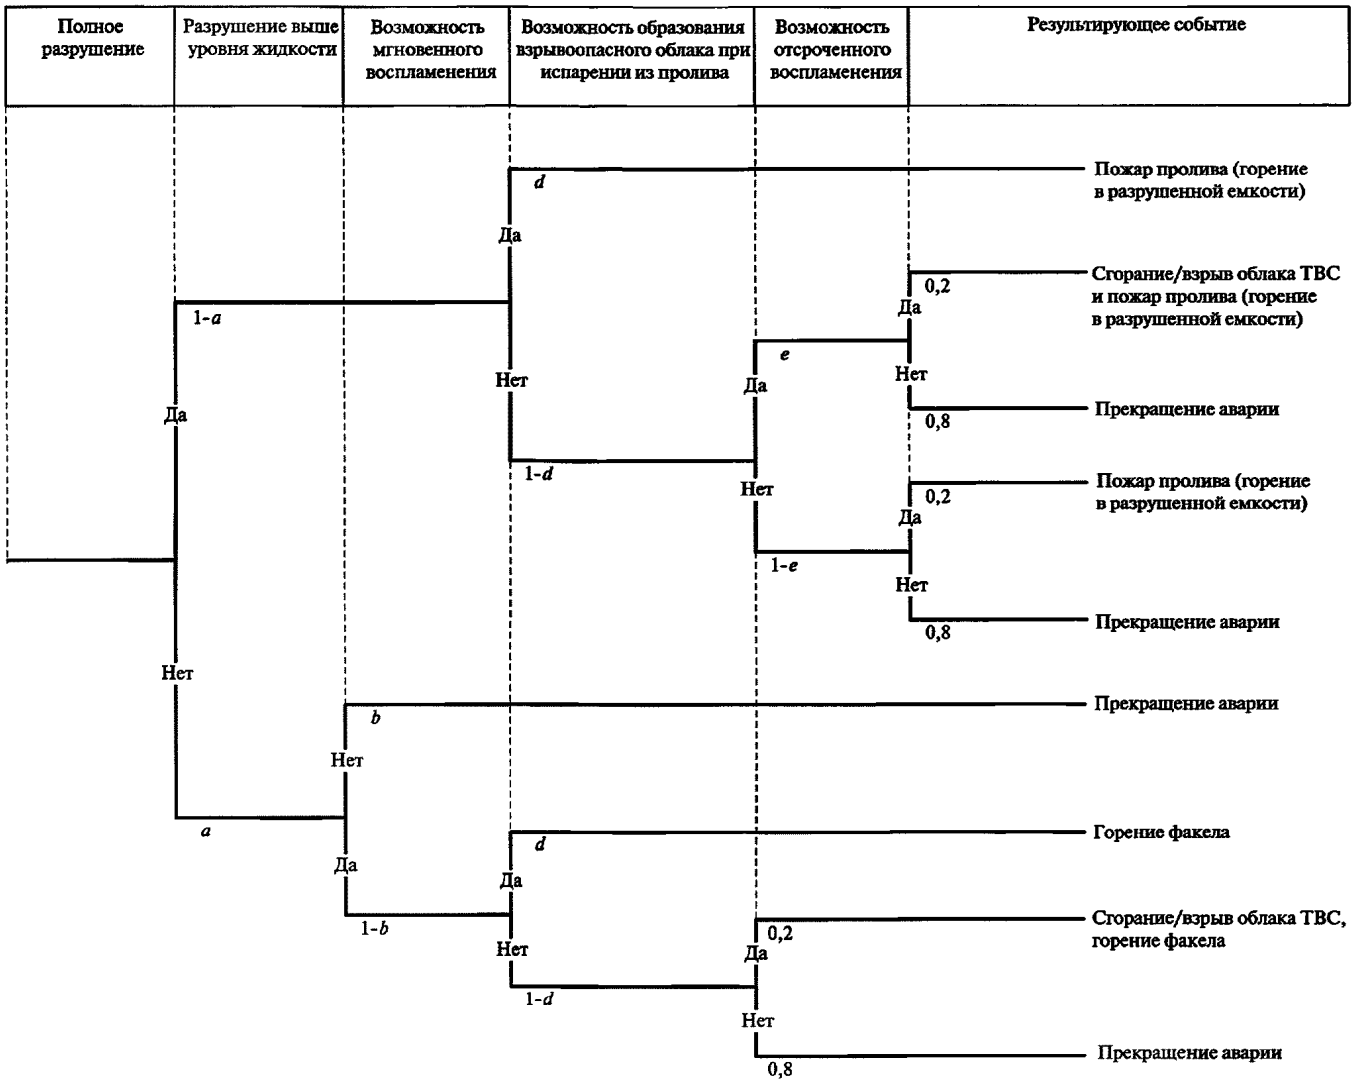 Полное
разрушение
Разрушение выше
уровня жидкости
Возможность
мгновенного
воспламенения
Возможность образования
взрывоопасного облака при
испарении из пролива
Возможность
отсроченного
воспламенения
Результирующее событие
d
Пожар пролива (горение
в разрушенной емкости)
Да
Сгорание/взрыв облака ТВС
и пожар пролива (горение
в разрушенной емкости)
0,2
Да
1-a
e
Нет
Нет
Да
Прекращение аварии
0,8
Да
1-d
Пожар пролива (горение
в разрушенной емкости)
0,2
Нет
Да
1-e
Нет
Прекращение аварии
0,8
Нет
Прекращение аварии
b
Нет
a
Горение факела
d
Да
Да
Сгорание/взрыв облака ТВС,
горение факела
0,2
1-b
Нет
Да
1-d
Нет
Прекращение аварии
0,8